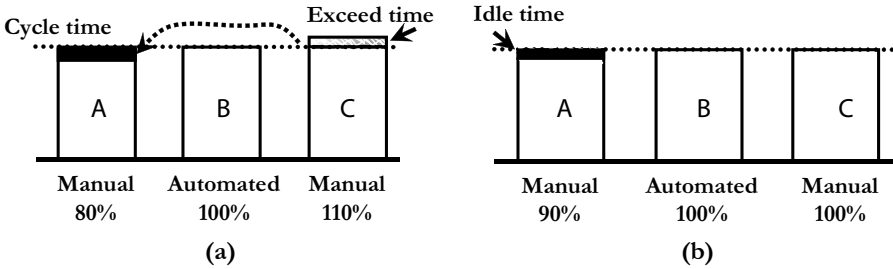 Exceed time
Idle time
Cycle time
A B C
A B C
Manual Automated Manual
80% 100% 110%
Manual Automated Manual
90% 100% 100%
(a)
(b)